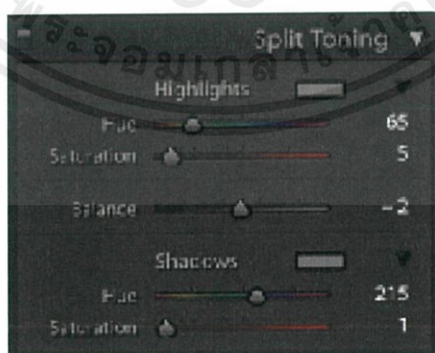 Split Toning
Highlights
Hue 65
Saturation 5
Balance -2
Shadows
Hue 215
Saturation 1